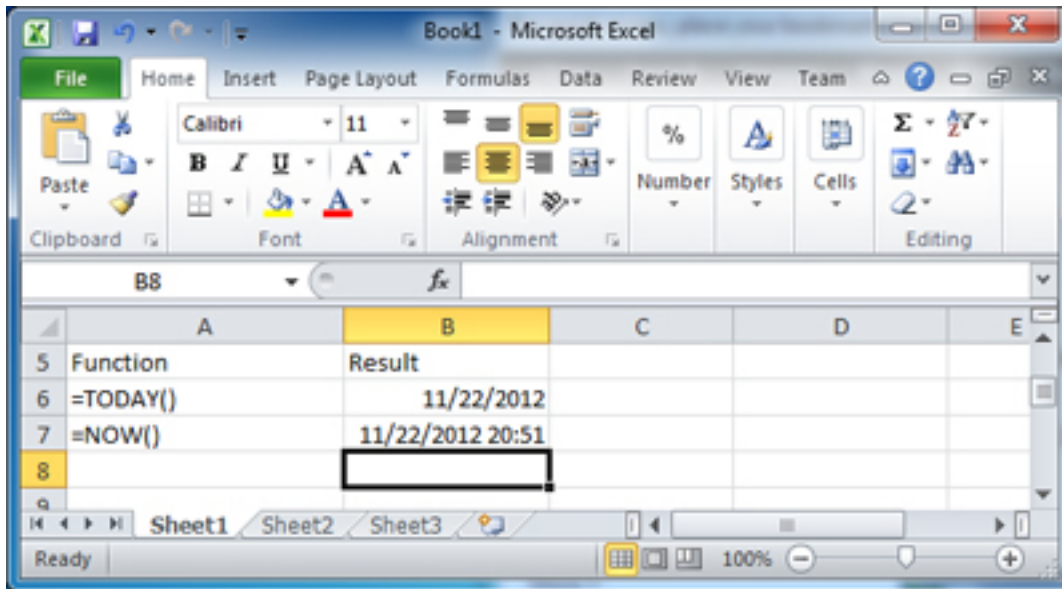 Book1 - Microsoft Excel
File Home Insert Page Layout Formulas Data Review View Team
Paste
Calibri 11
B I U A A
A
%
Number
A
Styles
Cells
Σ
Clipboard Font Alignment Editing
B8 fx
A B C D E
5 Function Result
6 =TODAY() 11/22/2012
7 =NOW() 11/22/2012 20:51
8
9
Sheet1 Sheet2 Sheet3
Ready 100%